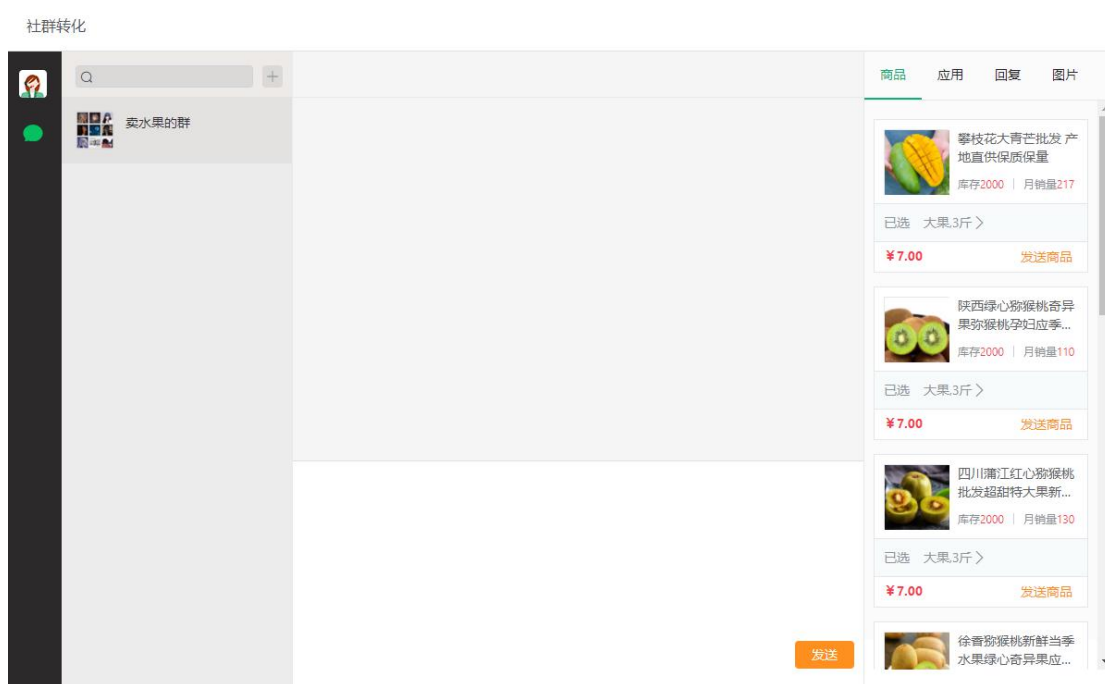 社群转化
商品 应用 回复 图片
卖水果的群
攀枝花大青芒批发 产
地直供保质保量
库存2000 | 月销量217
已选 大果,3斤 >
¥7.00 发送商品
陕西绿心猕猴桃奇异
果弥猴桃孕妇应季...
库存2000 | 月销量110
已选 大果,3斤 >
¥7.00 发送商品
四川蒲江红心猕猴桃
批发超甜特大果新...
库存2000 | 月销量130
已选 大果,3斤 >
¥7.00 发送商品
徐香猕猴桃新鲜当季
水果绿心奇异果应...
发送